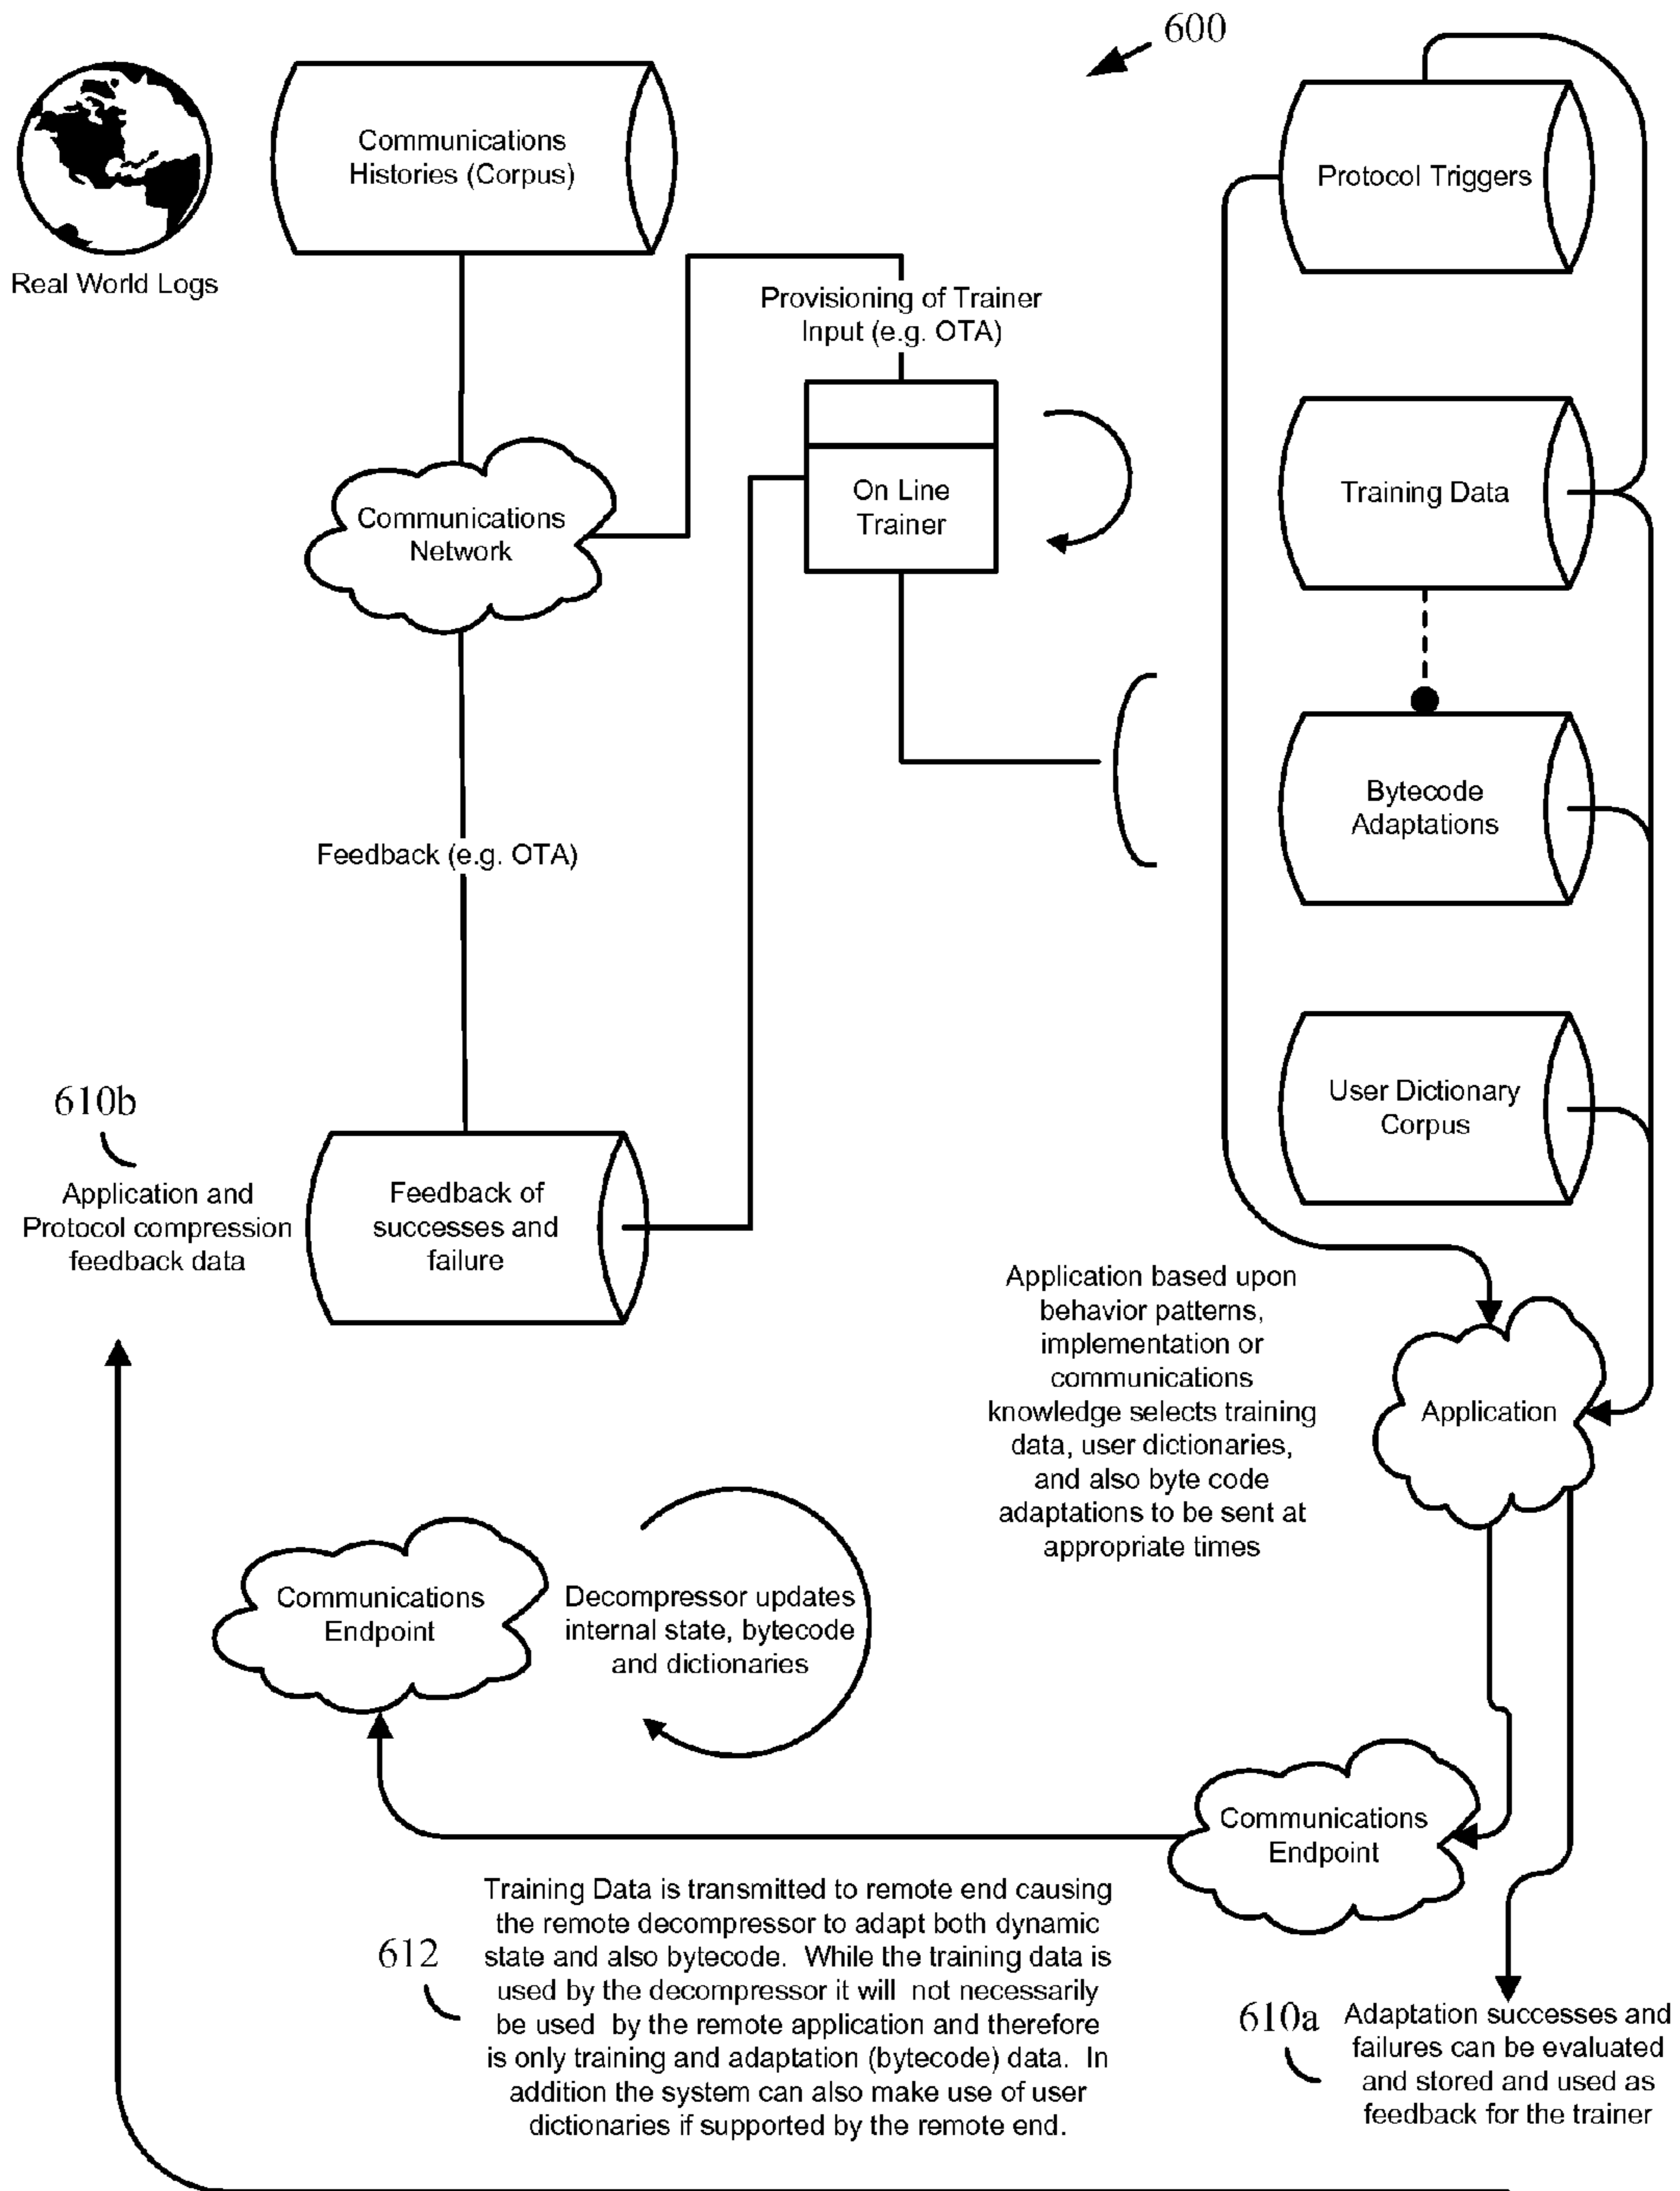 600
Communications
Histories (Corpus)
Real World Logs
Protocol Triggers
Provisioning of Trainer
Input (e.g. OTA)
On Line
Trainer
Communications
Network
Training Data
Bytecode
Adaptations
Feedback (e.g. OTA)
User Dictionary
Corpus
610b
Application and
Protocol compression
feedback data
Feedback of
successes and
failure
Application based upon
behavior patterns,
implementation or
communications
knowledge selects training
data, user dictionaries,
and also byte code
adaptations to be sent at
appropriate times
Application
Communications
Endpoint
Decompressor updates
internal state, bytecode
and dictionaries
Communications
Endpoint
612
Training Data is transmitted to remote end causing
the remote decompressor to adapt both dynamic
state and also bytecode. While the training data is
used by the decompressor it will not necessarily
be used by the remote application and therefore
is only training and adaptation (bytecode) data. In
addition the system can also make use of user
dictionaries if supported by the remote end.
610a
Adaptation successes and
failures can be evaluated
and stored and used as
feedback for the trainer